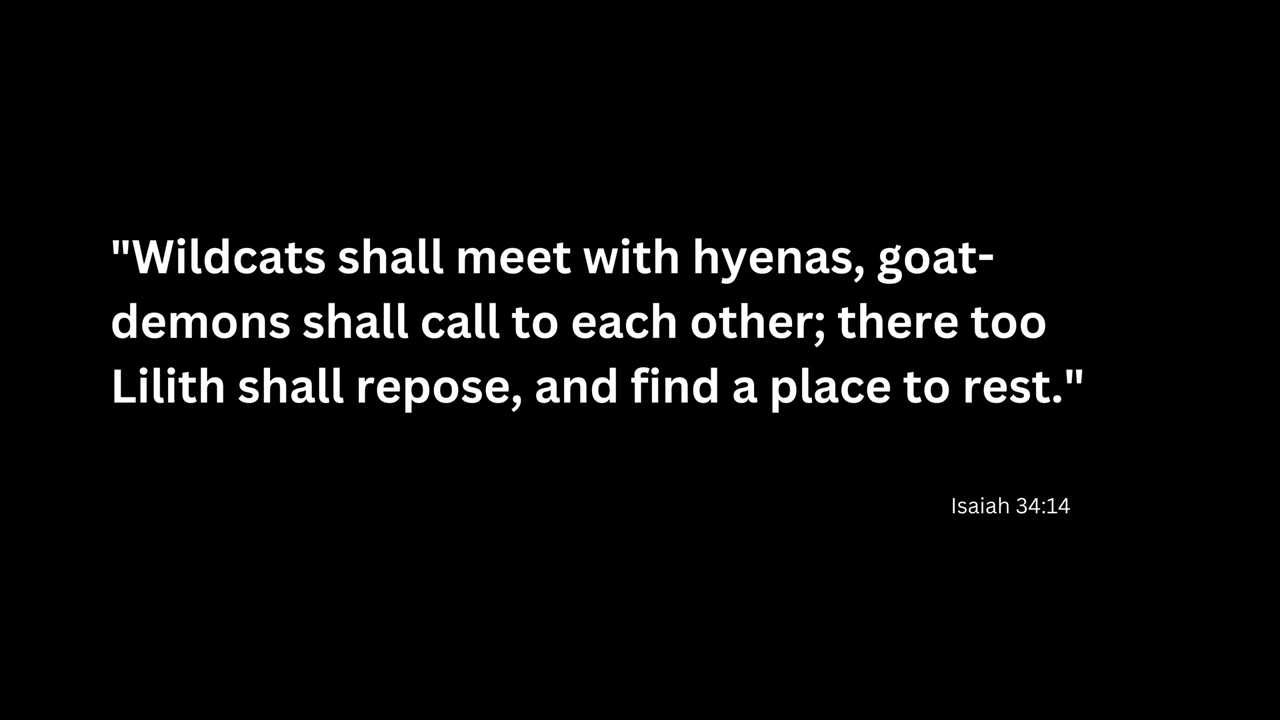 "Wildcats shall meet with hyenas, goat-
demons shall call to each other; there too
Lilith shall repose, and find a place to rest."
Isaiah 34:14